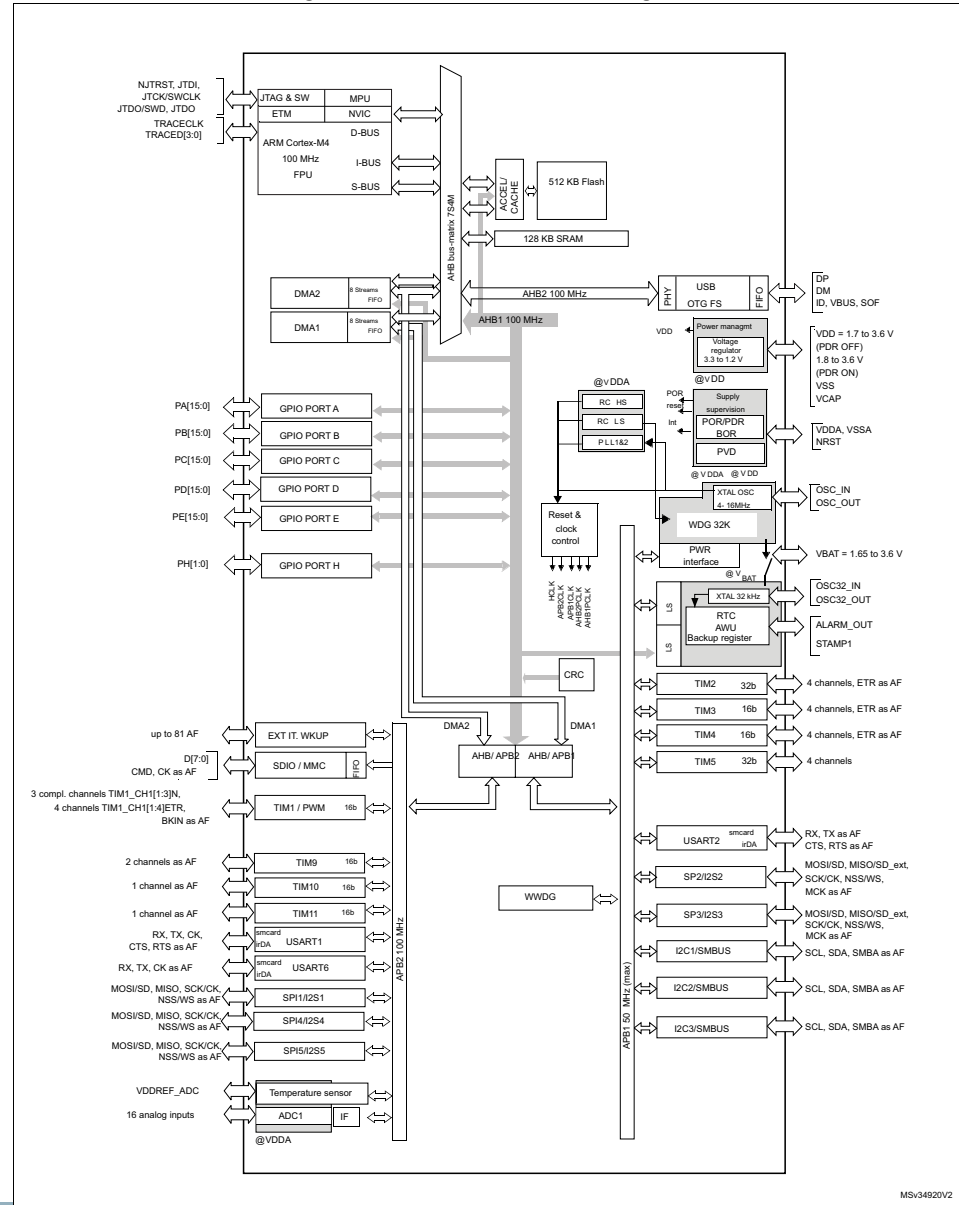 NJTRST, JTDI,
JTCK/SWCLK
JTDO/SWD, JTDO
TRACECLK
TRACED[3:0]
JTAG & SW
MPU
ETM
NVIC
ARM Cortex-M4
100 MHz
FPU
D-BUS
I-BUS
S-BUS
AHB bus-matrix 7S4M
ACCEL/
CACHE
512 KB Flash
128 KB SRAM
DMA2
8 Streams
FIFO
DMA1
8 Streams
FIFO
AHB2 100 MHz
AHB1 100 MHz
PHY
USB
OTG FS
FIFO
DP
DM
ID, VBUS, SOF
Power managmt
VDD
Voltage
regulator
3.3 to 1.2 V
@VDD
VDD = 1.7 to 3.6 V
(PDR OFF)
1.8 to 3.6 V
(PDR ON)
VSS
VCAP
@VDDA
RC HS
RC LS
PLL1&2
POR
reset
Int
Supply
supervision
POR/PDR
BOR
PVD
@VDDA @VDD
VDDA, VSSA
NRST
PA[15:0]
GPIO PORT A
PB[15:0]
GPIO PORT B
PC[15:0]
GPIO PORT C
PD[15:0]
GPIO PORT D
PE[15:0]
GPIO PORT E
PH[1:0]
GPIO PORT H
XTAL OSC
4- 16MHz
OSC_IN
OSC_OUT
WDG 32K
Reset &
clock
control
HCLK
APB2CLK
APB1CLK
AHB2PCLK
AHB1PCLK
PWR
interface
@ VBAT
VBAT = 1.65 to 3.6 V
LS
LS
XTAL 32 kHz
RTC
AWU
Backup register
OSC32_IN
OSC32_OUT
ALARM_OUT
STAMP1
CRC
DMA2
DMA1
AHB/ APB2
AHB/ APB1
TIM2 32b
4 channels, ETR as AF
TIM3 16b
4 channels, ETR as AF
TIM4 16b
4 channels, ETR as AF
TIM5 32b
4 channels
up to 81 AF
EXT IT. WKUP
D[7:0]
CMD, CK as AF
SDIO / MMC
FIFO
3 compl. channels TIM1_CH1[1:3]N,
4 channels TIM1_CH1[1:4]ETR,
BKIN as AF
TIM1 / PWM 16b
2 channels as AF
TIM9 16b
1 channel as AF
TIM10 16b
1 channel as AF
TIM11 16b
RX, TX, CK,
CTS, RTS as AF
smcard
irDA
USART1
RX, TX, CK as AF
smcard
irDA
USART6
MOSI/SD, MISO, SCK/CK,
NSS/WS as AF
SPI1/I2S1
MOSI/SD, MISO, SCK/CK,
NSS/WS as AF
SPI4/I2S4
MOSI/SD, MISO, SCK/CK,
NSS/WS as AF
SPI5/I2S5
VDDREF_ADC
Temperature sensor
16 analog inputs
ADC1
IF
@VDDA
APB2 100 MHz
WWDG
APB1 50 MHz (max)
USART2
smcard
irDA
RX, TX as AF
CTS, RTS as AF
SP2/I2S2
MOSI/SD, MISO/SD_ext,
SCK/CK, NSS/WS,
MCK as AF
SP3/I2S3
MOSI/SD, MISO/SD_ext,
SCK/CK, NSS/WS,
MCK as AF
I2C1/SMBUS
SCL, SDA, SMBA as AF
I2C2/SMBUS
SCL, SDA, SMBA as AF
I2C3/SMBUS
SCL, SDA, SMBA as AF
MSv34920V2